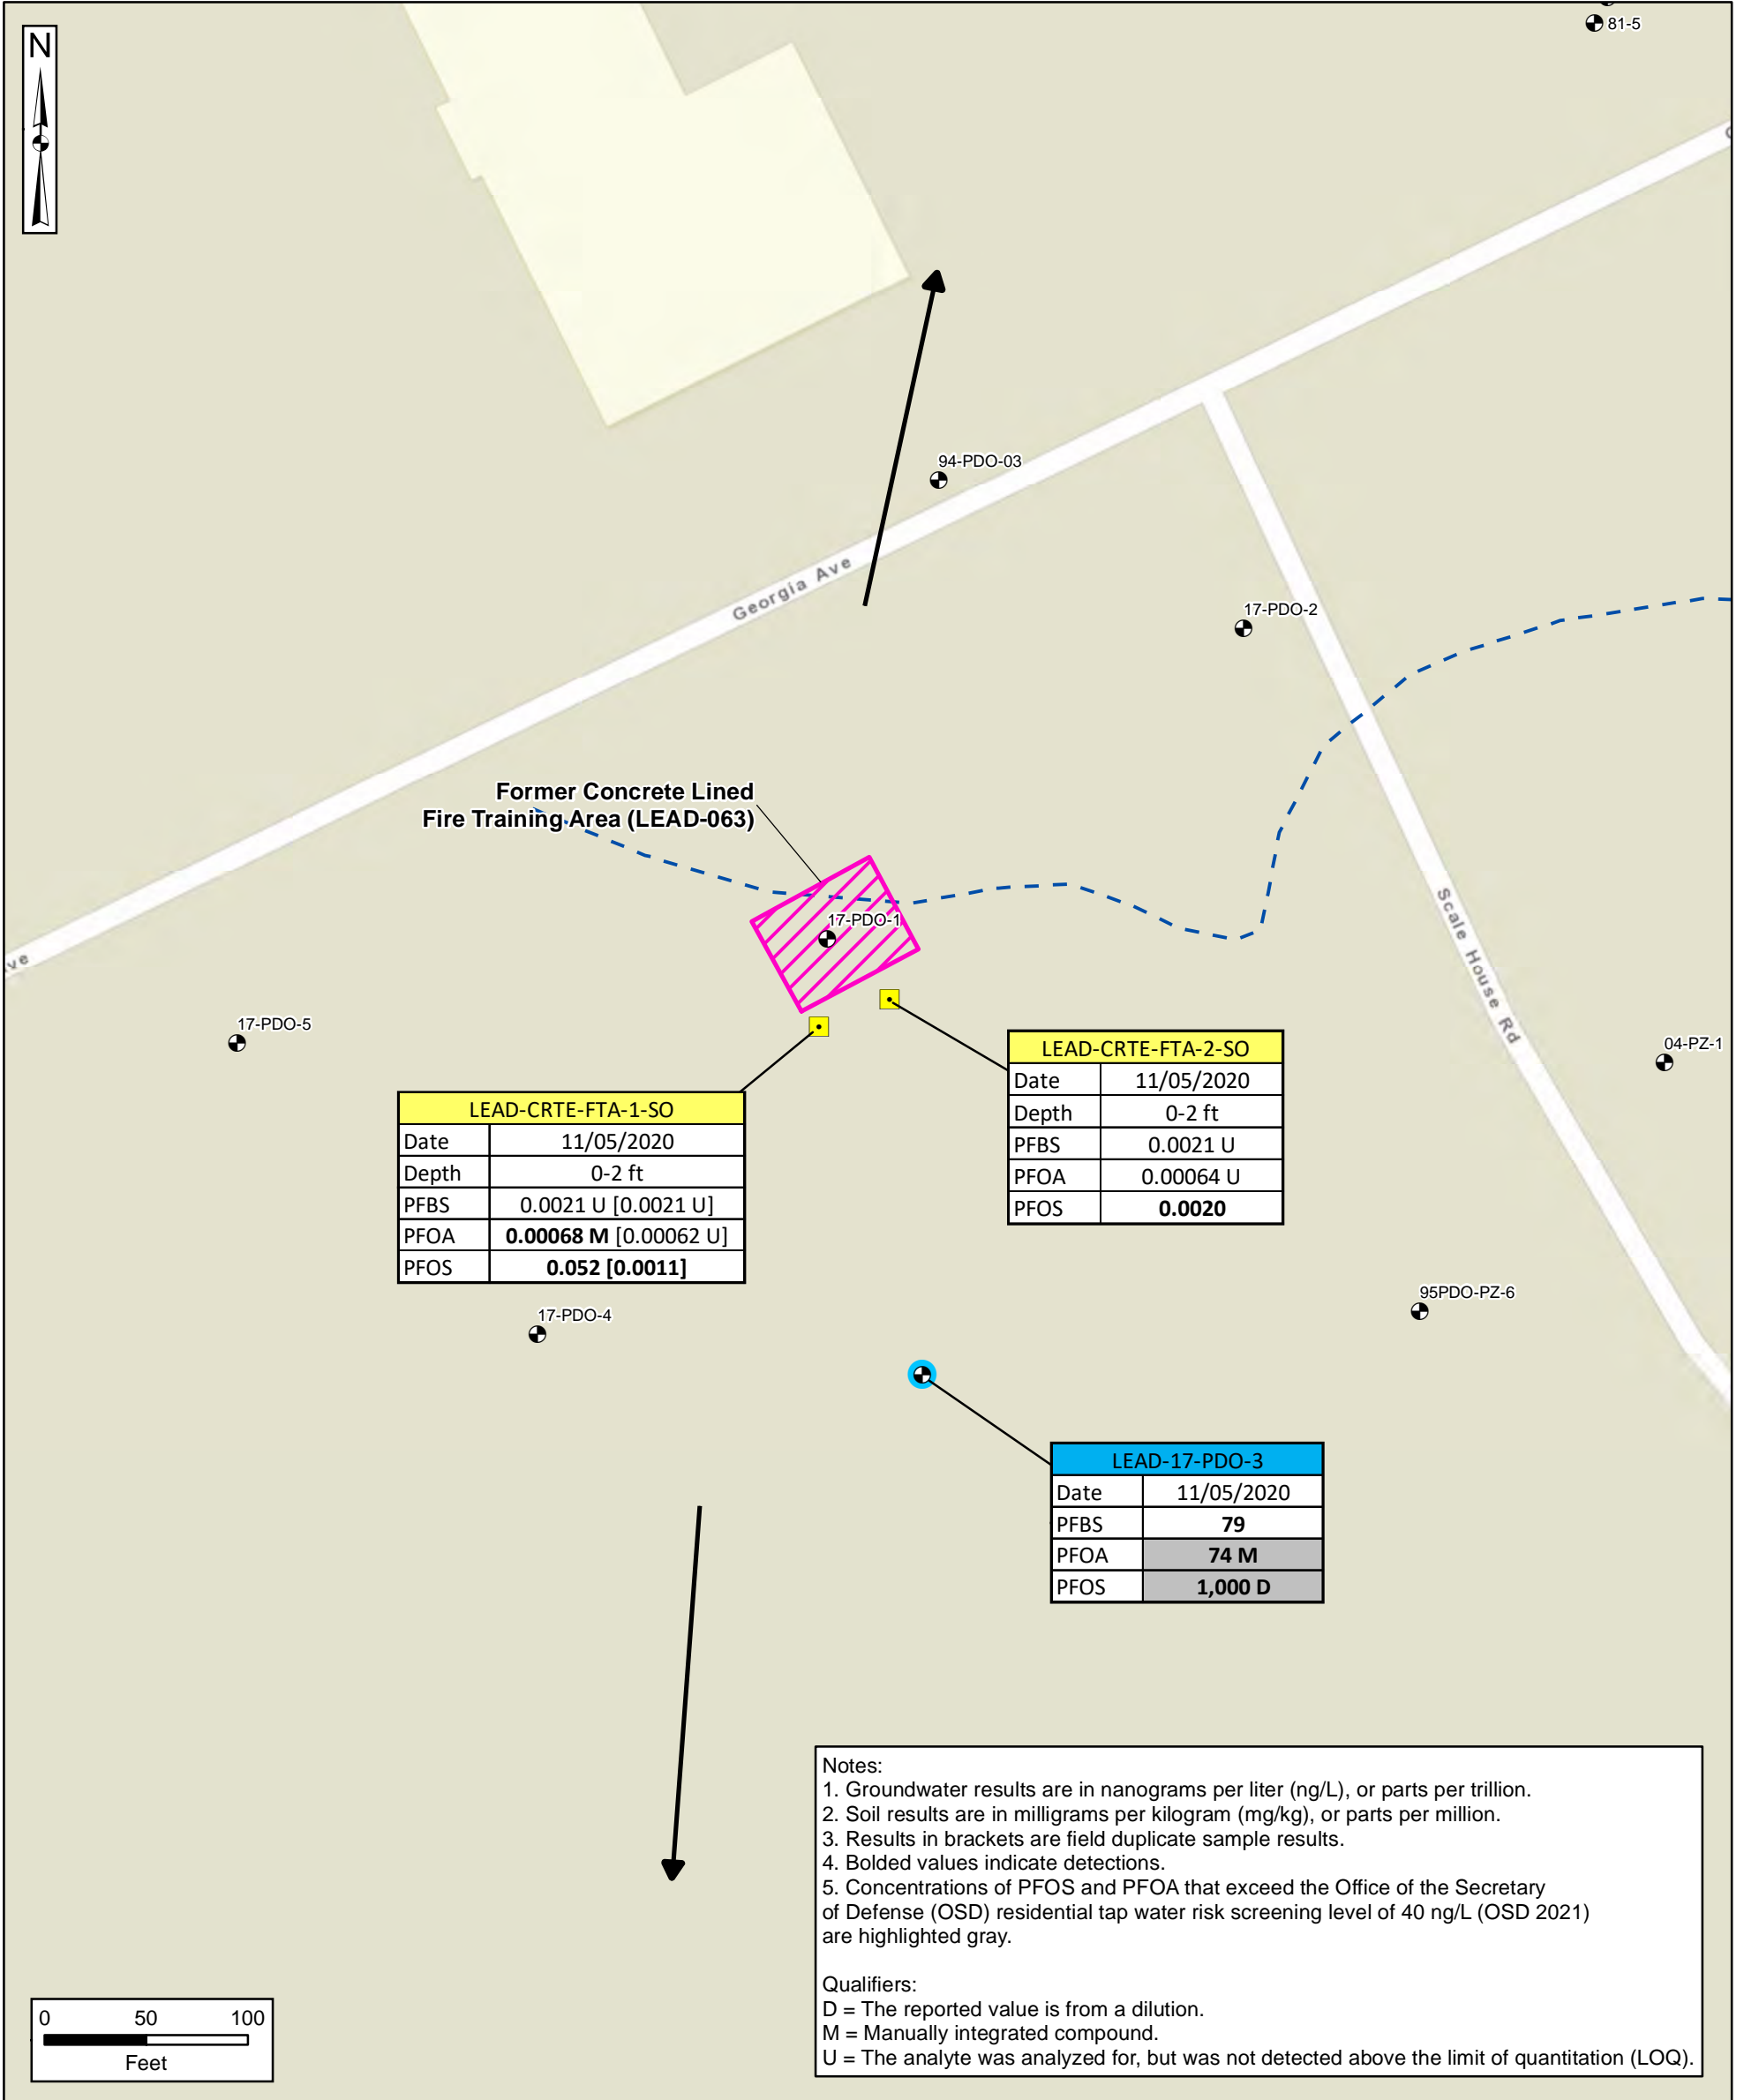 N
81-5
94-PDO-03
Georgia Ave
17-PDO-2
Former Concrete Lined
Fire Training Area (LEAD-063)
17-PDO-1
ve
Scale House Rd
17-PDO-5
04-PZ-1
LEAD-CRTE-FTA-2-SO
Date 11/05/2020
Depth 0-2 ft
PFBS 0.0021 U
PFOA 0.00064 U
PFOS 0.0020
LEAD-CRTE-FTA-1-SO
Date 11/05/2020
Depth 0-2 ft
PFBS 0.0021 U [0.0021 U]
PFOA 0.00068 M [0.00062 U]
PFOS 0.052 [0.0011]
95PDO-PZ-6
17-PDO-4
LEAD-17-PDO-3
Date 11/05/2020
PFBS 79
PFOA 74 M
PFOS 1,000 D
Notes:
1. Groundwater results are in nanograms per liter (ng/L), or parts per trillion.
2. Soil results are in milligrams per kilogram (mg/kg), or parts per million.
3. Results in brackets are field duplicate sample results.
4. Bolded values indicate detections.
5. Concentrations of PFOS and PFOA that exceed the Office of the Secretary
of Defense (OSD) residential tap water risk screening level of 40 ng/L (OSD 2021)
are highlighted gray.
Qualifiers:
D = The reported value is from a dilution.
M = Manually integrated compound.
U = The analyte was analyzed for, but was not detected above the limit of quantitation (LOQ).
0 50 100
Feet